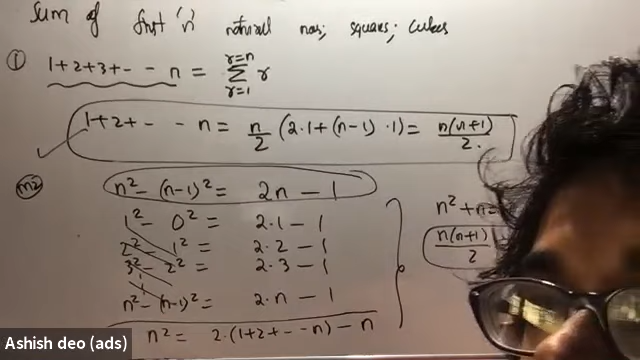 Sum of first 'n' natural nos; squares; cubes
① 1+2+3+- - n = ∑ r
r=n
r=1
1+2+- - n = n/2 (2.1+(n-1).1) = n(n+1)/2.
m2 n² - (n-1)² = 2n - 1
1² - 0² = 2.1 - 1
2² - 1² = 2.2 - 1
3² - 2² = 2.3 - 1
n² - (n-1)² = 2.n - 1
n² = 2.(1+2+- -n) - n
n²+n=
n(n+1)/2
Ashish deo (ads)